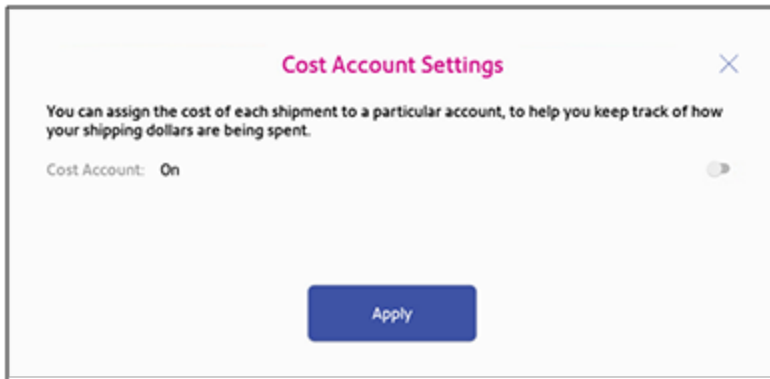 Cost Account Settings
You can assign the cost of each shipment to a particular account, to help you keep track of how
your shipping dollars are being spent.
Cost Account: On
Apply